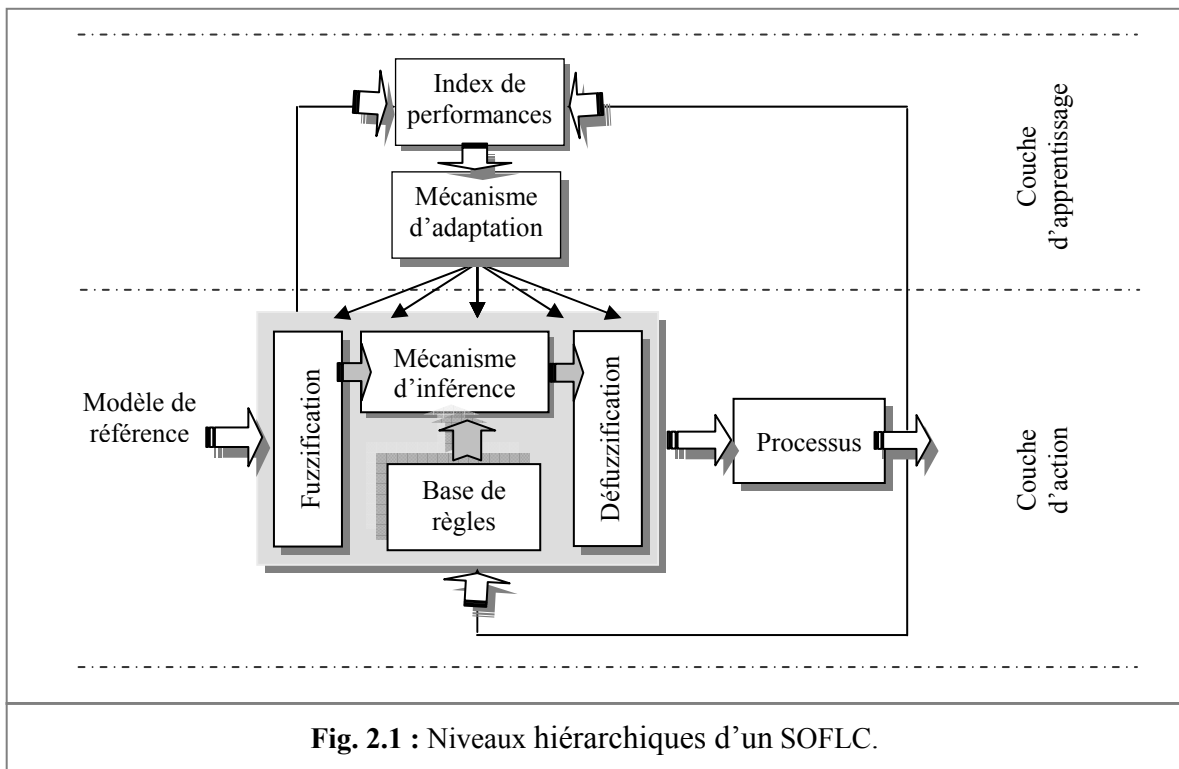 Index de
performances
Mécanisme
d’adaptation
Couche
d’apprentissage
Modèle de
référence
Fuzzification
Mécanisme
d’inférence
Base de
règles
Défuzzification
Processus
Couche
d’action
Fig. 2.1 : Niveaux hiérarchiques d’un SOFLC.